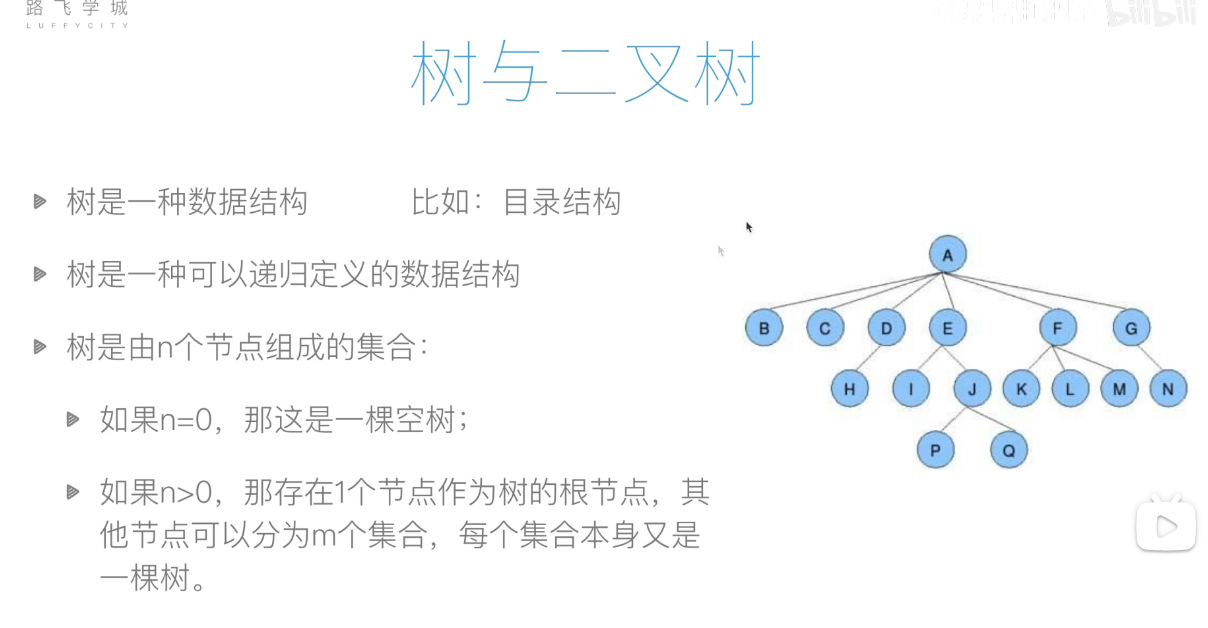 路飞学城
LUFFYCITY
bilibili
树与二叉树
树是一种数据结构 比如：目录结构
树是一种可以递归定义的数据结构
树是由n个节点组成的集合：
如果n=0，那这是一棵空树；
如果n>0，那存在1个节点作为树的根节点，其
他节点可以分为m个集合，每个集合本身又是
一棵树。
A
B C D E F G
H I J K L M N
P Q